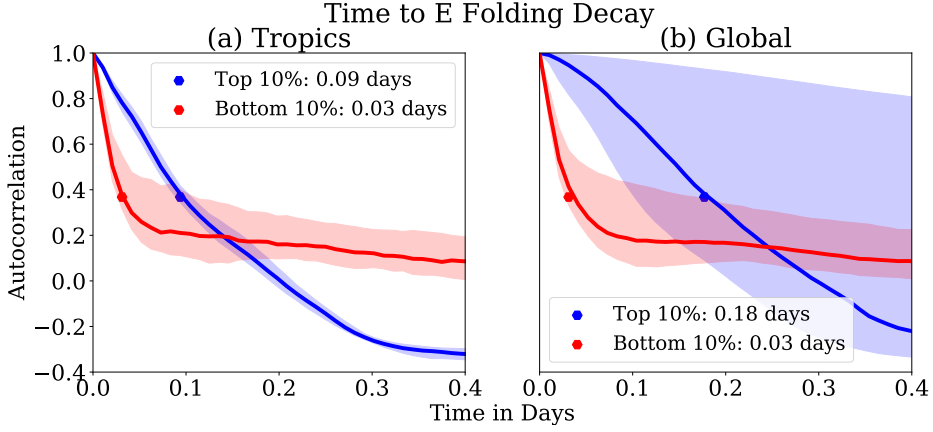 Time to E Folding Decay
(a) Tropics
(b) Global
Autocorrelation
1.0
0.8
0.6
0.4
0.2
0.0
−0.2
−0.4
Top 10%: 0.09 days
Bottom 10%: 0.03 days
Top 10%: 0.18 days
Bottom 10%: 0.03 days
0.0 0.1 0.2 0.3 0.4
0.0 0.1 0.2 0.3 0.4
Time in Days